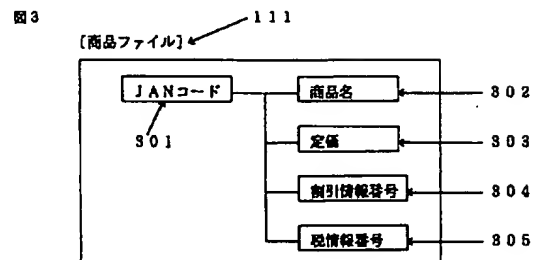 図3
111
[商品ファイル]
JANコード
商品名
302
301
定価
303
割引情報番号
304
税情報番号
305